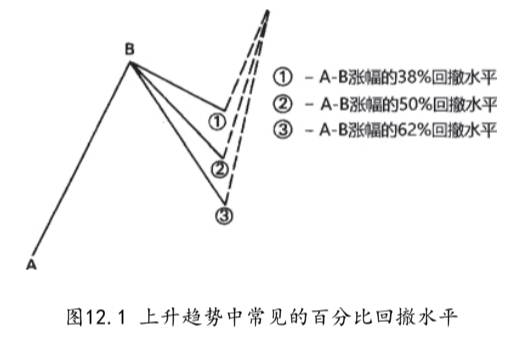 B
① – A-B涨幅的38%回撤水平
② – A-B涨幅的50%回撤水平
③ – A-B涨幅的62%回撤水平
①
②
③
A
图12.1 上升趋势中常见的百分比回撤水平